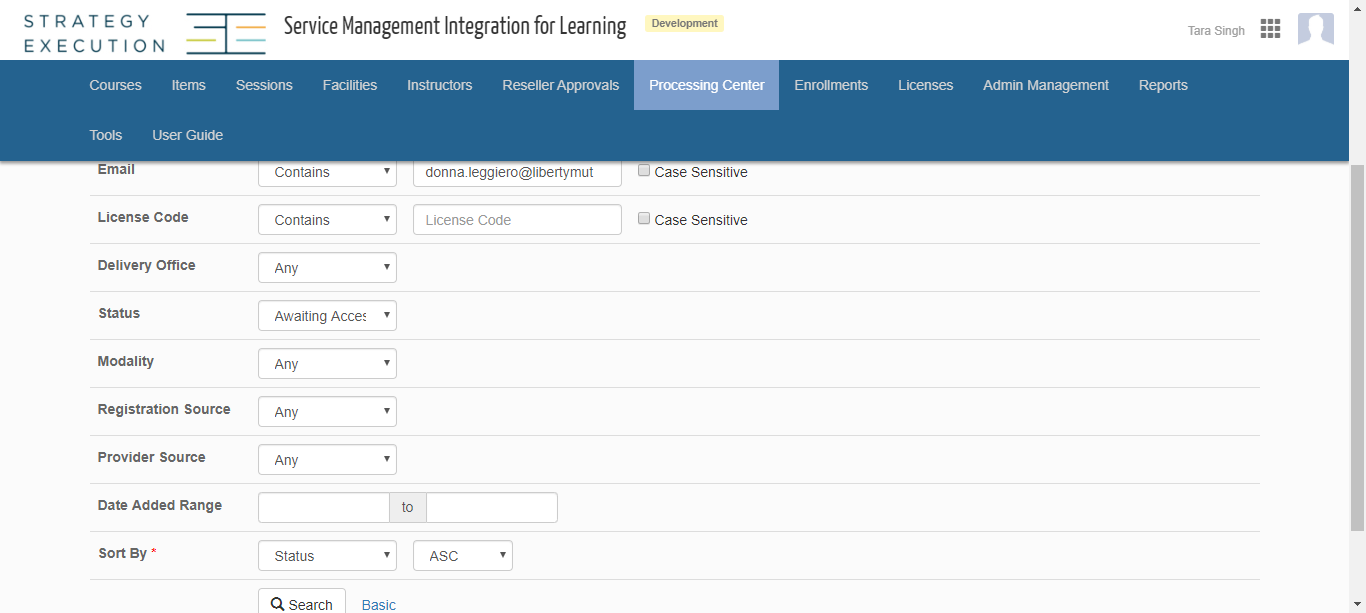 STRATEGY
EXECUTION
Service Management Integration for Learning
Development
Tara Singh
Courses Items Sessions Facilities Instructors Reseller Approvals Processing Center Enrollments Licenses Admin Management Reports
Tools User Guide
Email Contains donna.leggiero@libertymut Case Sensitive
License Code Contains License Code Case Sensitive
Delivery Office Any
Status Awaiting Acces
Modality Any
Registration Source Any
Provider Source Any
Date Added Range to
Sort By * Status ASC
Search Basic